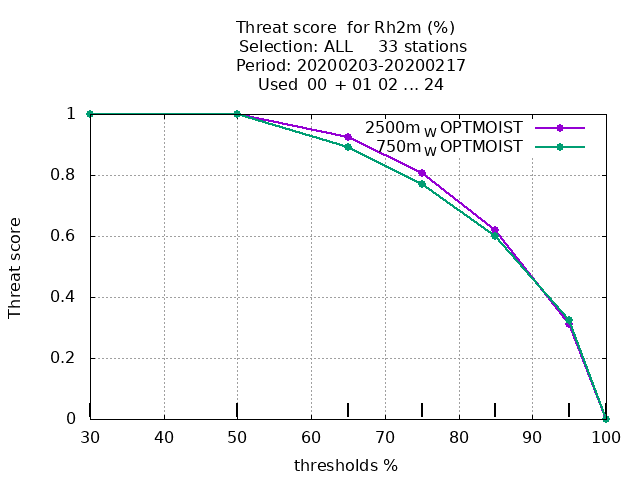 Threat score  for Rh2m (%)
Selection: ALL     33 stations
Period: 20200203-20200217
Used  00 + 01 02 ... 24
2500m W OPTMOIST
750m W OPTMOIST
Threat score
1
0.8
0.6
0.4
0.2
0
30 40 50 60 70 80 90 100
thresholds %